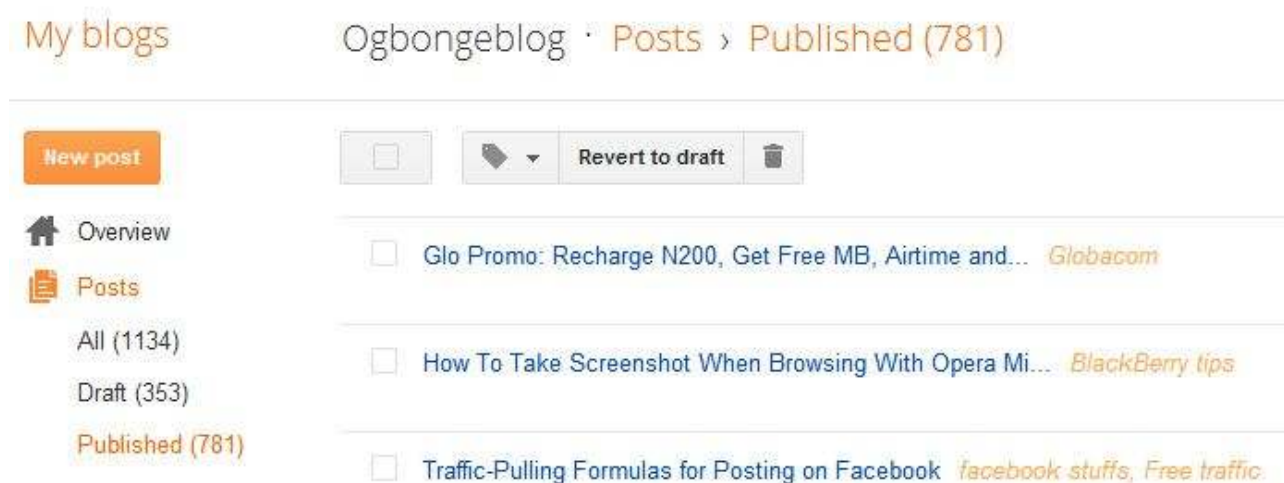 My blogs
Ogbongeblog · Posts › Published (781)
New post
Revert to draft
Overview
Glo Promo: Recharge N200, Get Free MB, Airtime and... Globacom
Posts
All (1134)
How To Take Screenshot When Browsing With Opera Mi... BlackBerry tips
Draft (353)
Published (781)
Traffic-Pulling Formulas for Posting on Facebook facebook stuffs, Free traffic